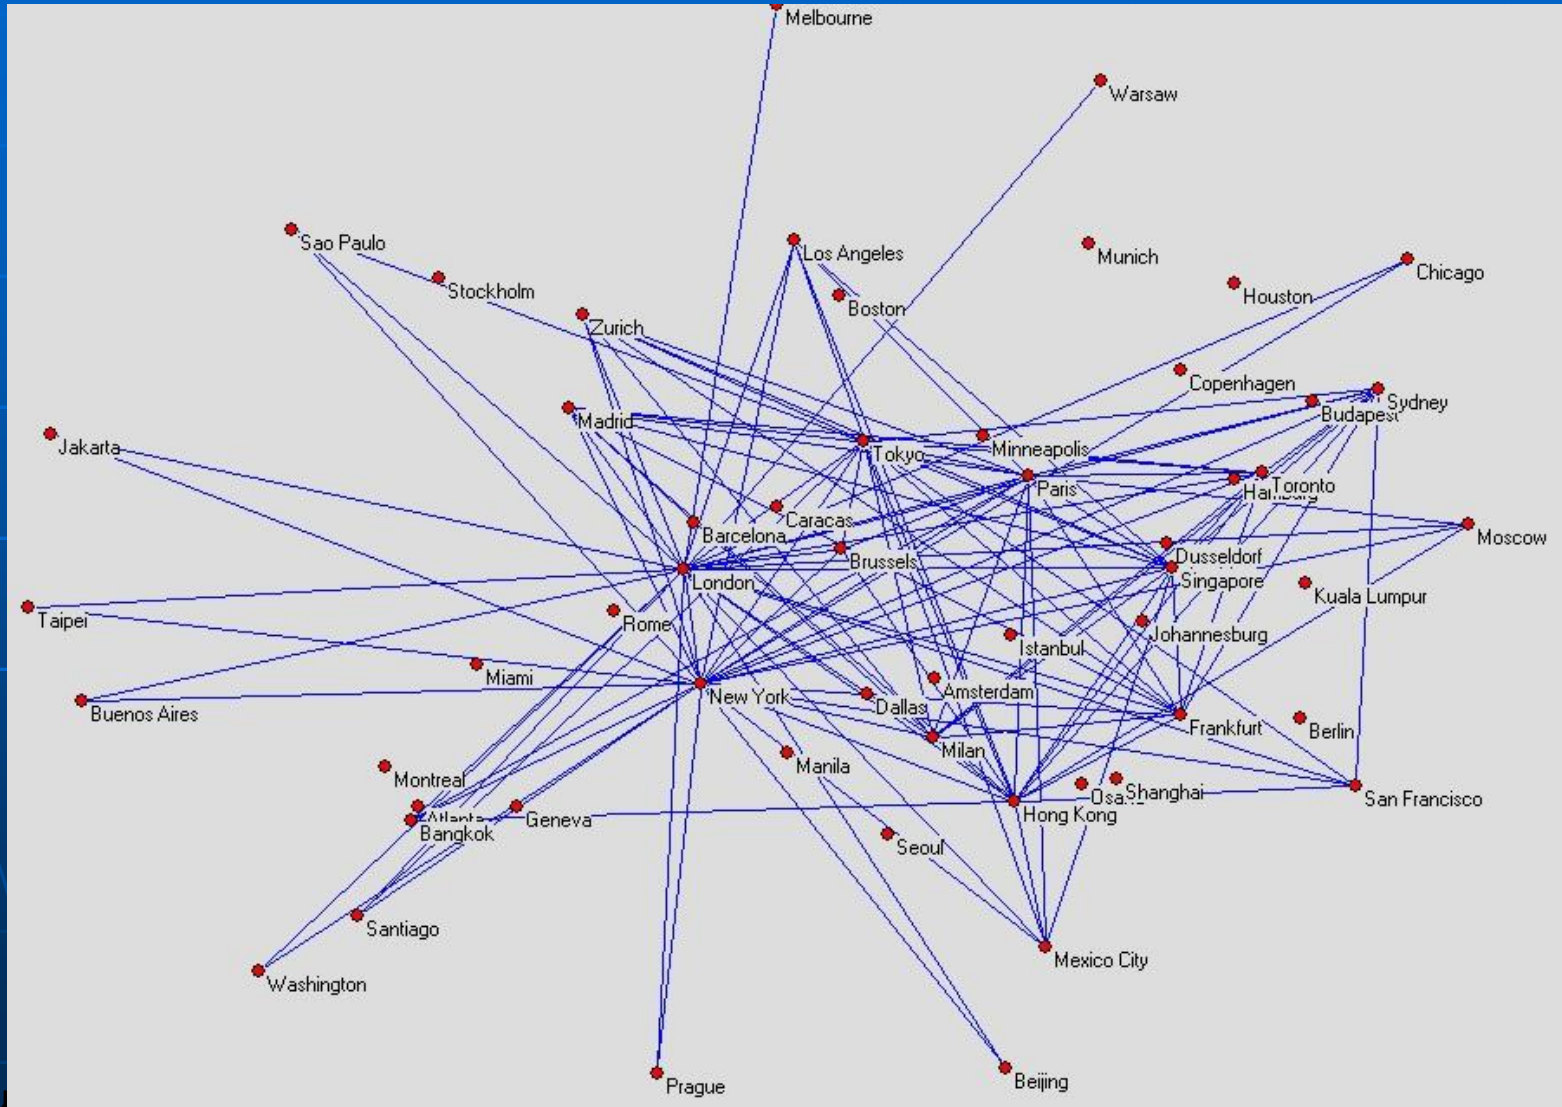 Melbourne
Warsaw
Sao Paulo
Los Angeles
Munich
Chicago
Stockholm
Houston
Boston
Zurich
Copenhagen
Sydney
Budapest
Madrid
Jakarta
Minneapolis
Tokyo
Toronto
Paris
Hamburg
Caracas
Barcelona
Moscow
Dusseldorf
Brussels
London
Singapore
Kuala Lumpur
Taipei
Rome
Johannesburg
Istanbul
Miami
Amsterdam
New York
Dallas
Buenos Aires
Frankfurt
Berlin
Milan
Manila
Montreal
Shanghai
San Francisco
Hong Kong
Atlanta
Geneva
Bangkok
Seoul
Santiago
Mexico City
Washington
Beijing
Prague